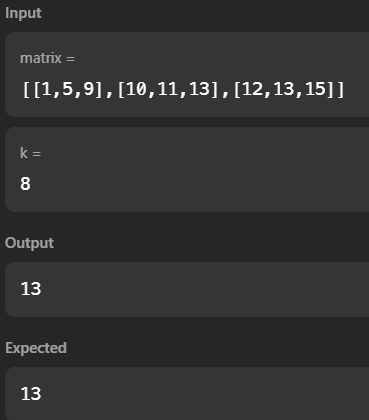 Input
matrix =
[[1,5,9],[10,11,13],[12,13,15]]
k =
8
Output
13
Expected
13